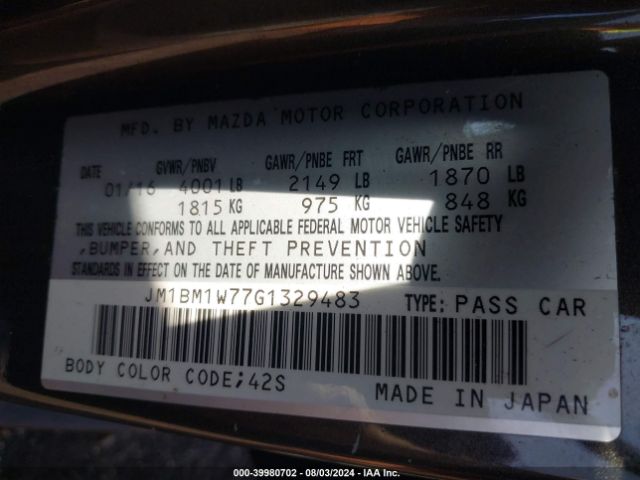 MFD. BY MAZDA MOTOR CORPORATION
DATE GVWR/PNBV GAWR/PNBE FRT GAWR/PNBE RR
01/16 4001 LB 2149 LB 1870 LB
1815 KG 975 KG 848 KG
THIS VEHICLE CONFORMS TO ALL APPLICABLE FEDERAL MOTOR VEHICLE SAFETY
,BUMPER,AND THEFT PREVENTION
STANDARDS IN EFFECT ON THE DATE OF MANUFACTURE SHOWN ABOVE.
JM1BM1W77G1329483 TYPE: PASS CAR
BODY COLOR CODE;42S MADE IN JAPAN
000-39980702 - 08/03/2024 - IAA Inc.